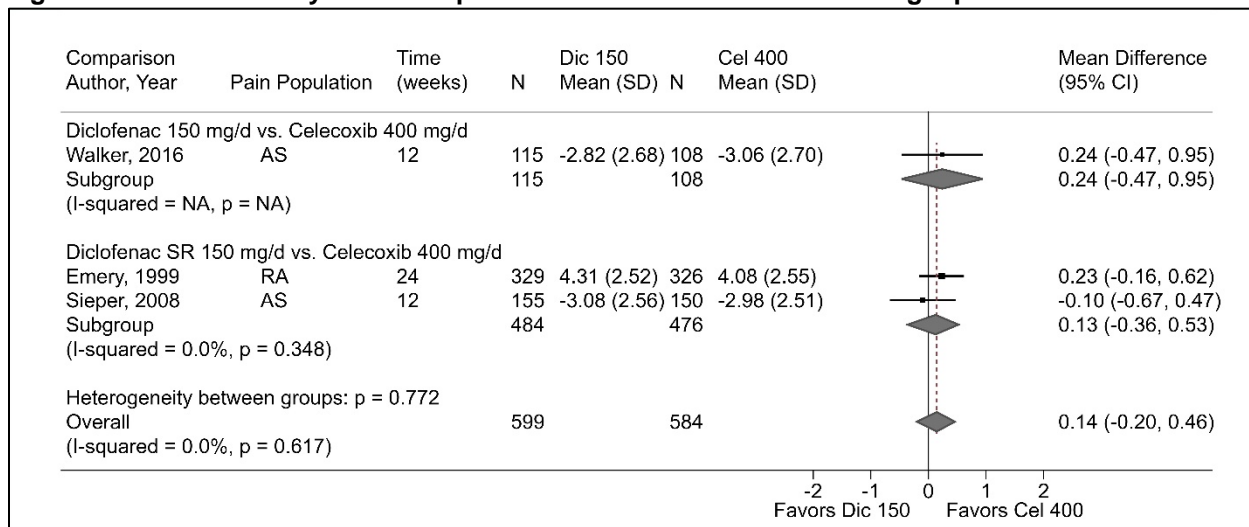 Comparison Time Dic 150 Cel 400 Mean Difference
Author, Year Pain Population (weeks) N Mean (SD) N Mean (SD) (95% CI)
Diclofenac 150 mg/d vs. Celecoxib 400 mg/d
Walker, 2016 AS 12 115 -2.82 (2.68) 108 -3.06 (2.70) 0.24 (-0.47, 0.95)
Subgroup 115 108 0.24 (-0.47, 0.95)
(I-squared = NA, p = NA)
Diclofenac SR 150 mg/d vs. Celecoxib 400 mg/d
Emery, 1999 RA 24 329 4.31 (2.52) 326 4.08 (2.55) 0.23 (-0.16, 0.62)
Sieper, 2008 AS 12 155 -3.08 (2.56) 150 -2.98 (2.51) -0.10 (-0.67, 0.47)
Subgroup 484 476 0.13 (-0.36, 0.53)
(I-squared = 0.0%, p = 0.348)
Heterogeneity between groups: p = 0.772
Overall 599 584 0.14 (-0.20, 0.46)
(I-squared = 0.0%, p = 0.617)
-2 -1 0 1 2
Favors Dic 150 Favors Cel 400